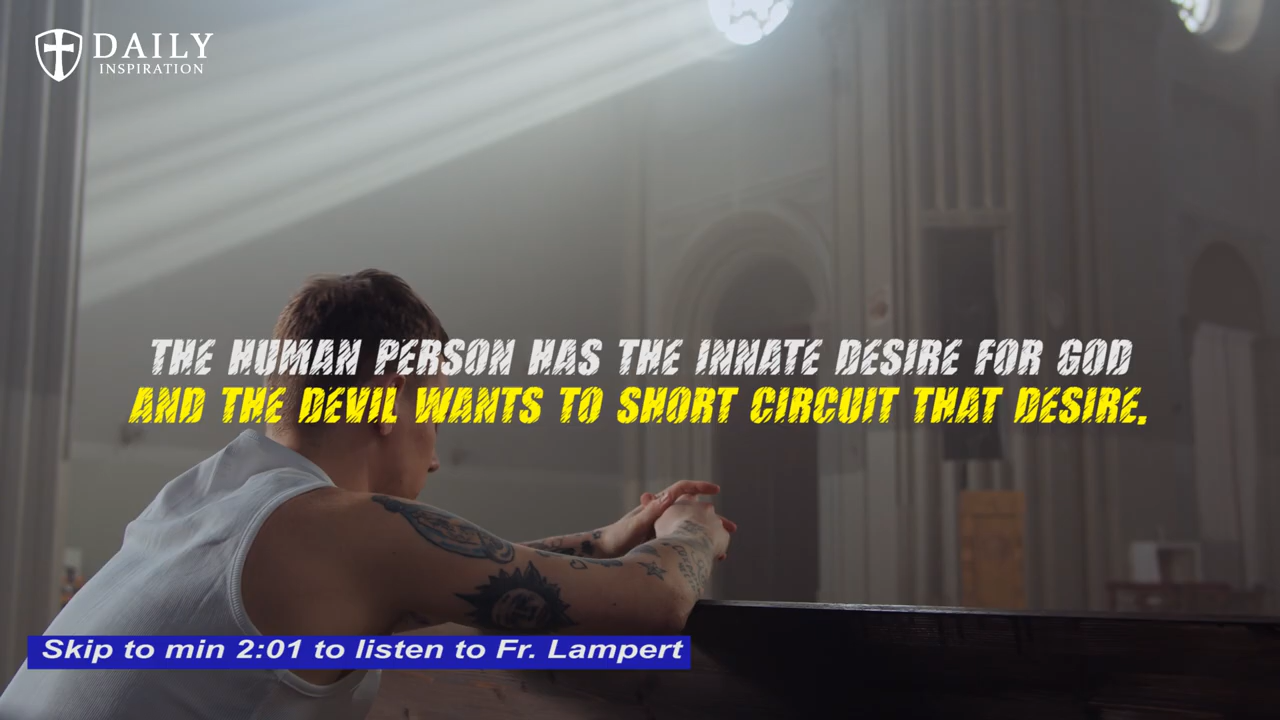 DAILY
INSPIRATION
THE HUMAN PERSON HAS THE INNATE DESIRE FOR GOD
AND THE DEVIL WANTS TO SHORT CIRCUIT THAT DESIRE.
Skip to min 2:01 to listen to Fr. Lampert